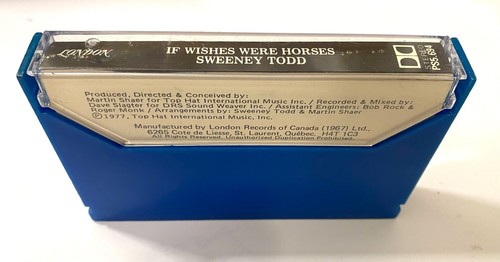 LONDON
IF WISHES WERE HORSES
SWEENEY TODD
STEREO
PS5.694
Produced, Directed & Conceived by:
Martin Shaer for Top Hat International Music Inc. / Recorded & Mixed by:
Dave Slagter for DRS Sound Weaver Inc. / Assistant Engineers: Bob Rock &
Roger Monk / Arrangements by: Sweeney Todd & Martin Shaer
Ⓟ1977, Top Hat International Music, Inc.
Manufactured by London Records of Canada (1967) Ltd.,
6265 Cote de Liesse, St. Laurent, Québec. H4T 1C3
All Rights Reserved. Unauthorized Duplication Prohibited.